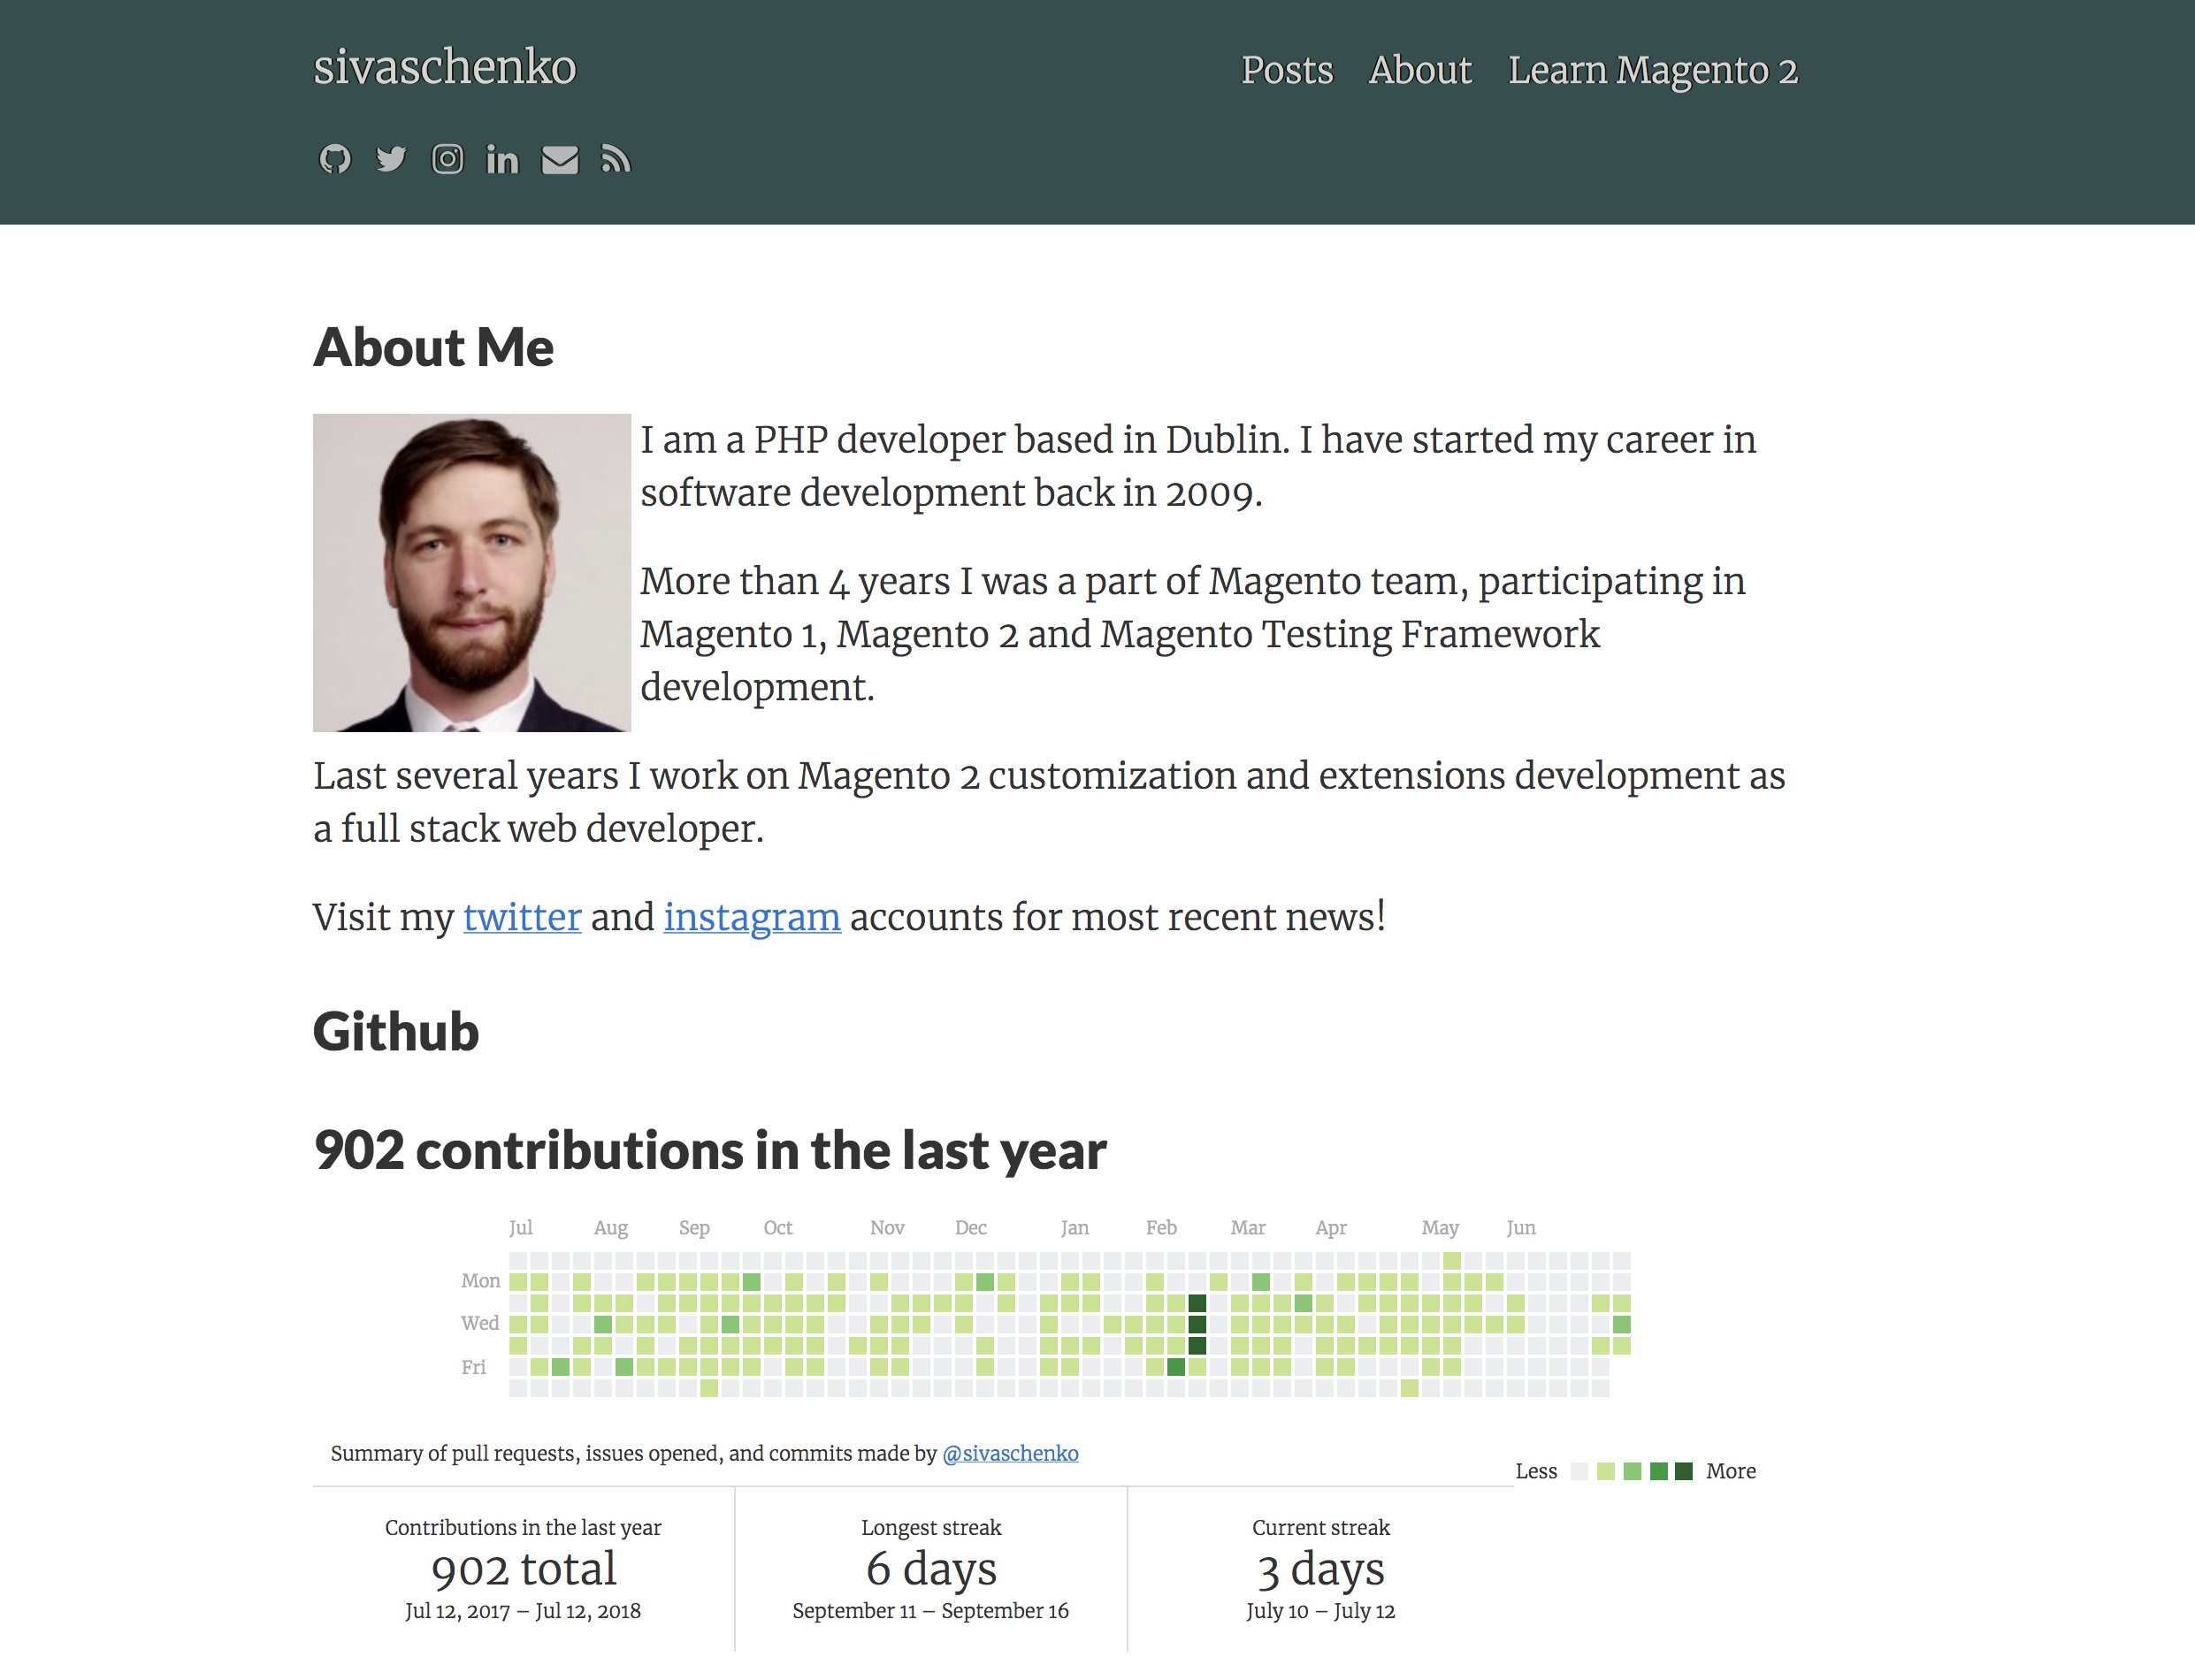 sivaschenko
Posts About Learn Magento 2
About Me
I am a PHP developer based in Dublin. I have started my career in
software development back in 2009.
More than 4 years I was a part of Magento team, participating in
Magento 1, Magento 2 and Magento Testing Framework
development.
Last several years I work on Magento 2 customization and extensions development as
a full stack web developer.
Visit my twitter and instagram accounts for most recent news!
Github
902 contributions in the last year
Jul Aug Sep Oct Nov Dec Jan Feb Mar Apr May Jun
Mon
Wed
Fri
Summary of pull requests, issues opened, and commits made by @sivaschenko
Less More
Contributions in the last year
902 total
Jul 12, 2017 – Jul 12, 2018
Longest streak
6 days
September 11 – September 16
Current streak
3 days
July 10 – July 12